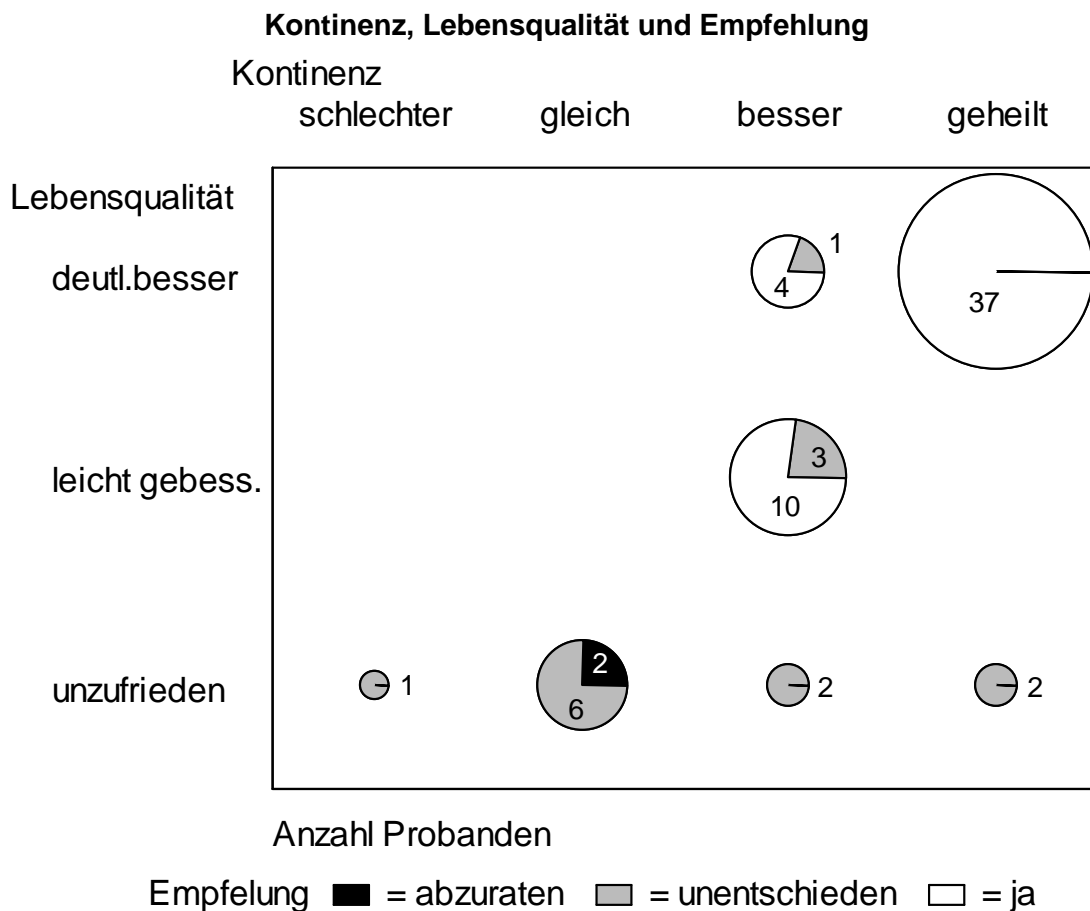 Kontinenz, Lebensqualität und Empfehlung
Kontinenz
schlechter gleich besser geheilt
Lebensqualität
deutl.besser 4 1 37
leicht gebess. 10 3
unzufrieden 1 6 2 2 2
Anzahl Probanden
Empfelung = abzuraten = unentschieden = ja